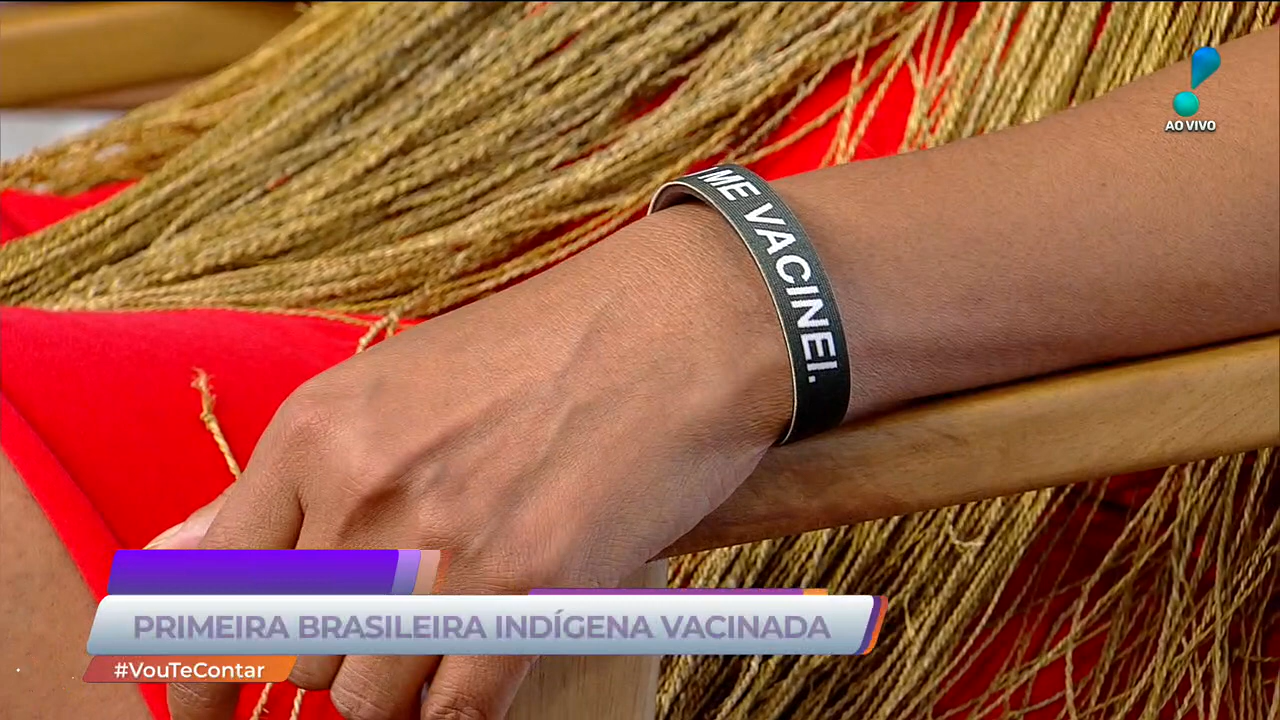 AO VIVO
ME VACINEI.
PRIMEIRA BRASILEIRA INDÍGENA VACINADA
#VouTeContar